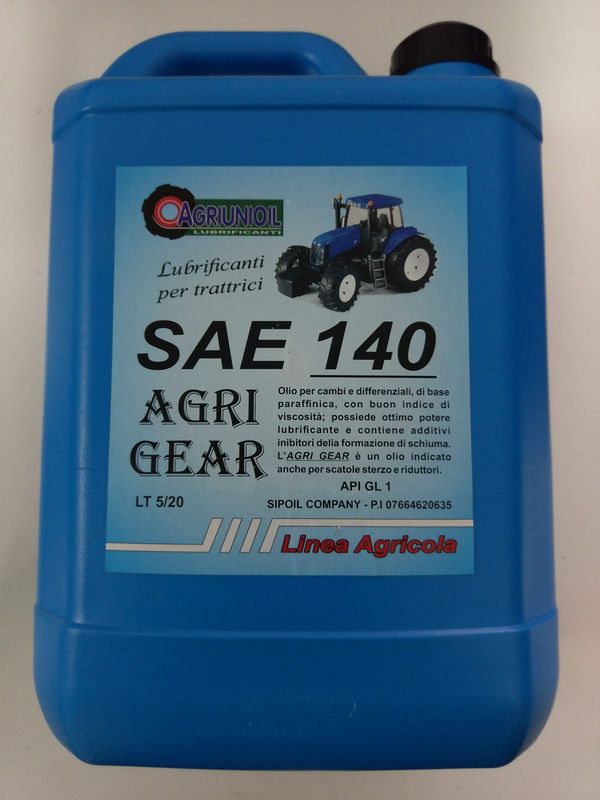 AGRIUNIOIL
LUBRIFICANTI
Lubrificanti
per trattrici
SAE 140
AGRI
GEAR
Olio per cambi e differenziali, di base
paraffinica, con buon indice di
viscosità; possiede ottimo potere
lubrificante e contiene additivi
inibitori della formazione di schiuma.
L'AGRI GEAR è un olio indicato
anche per scatole sterzo e riduttori.
API GL 1
LT 5/20
SIPOIL COMPANY - P.I 07664620635
Linea Agricola